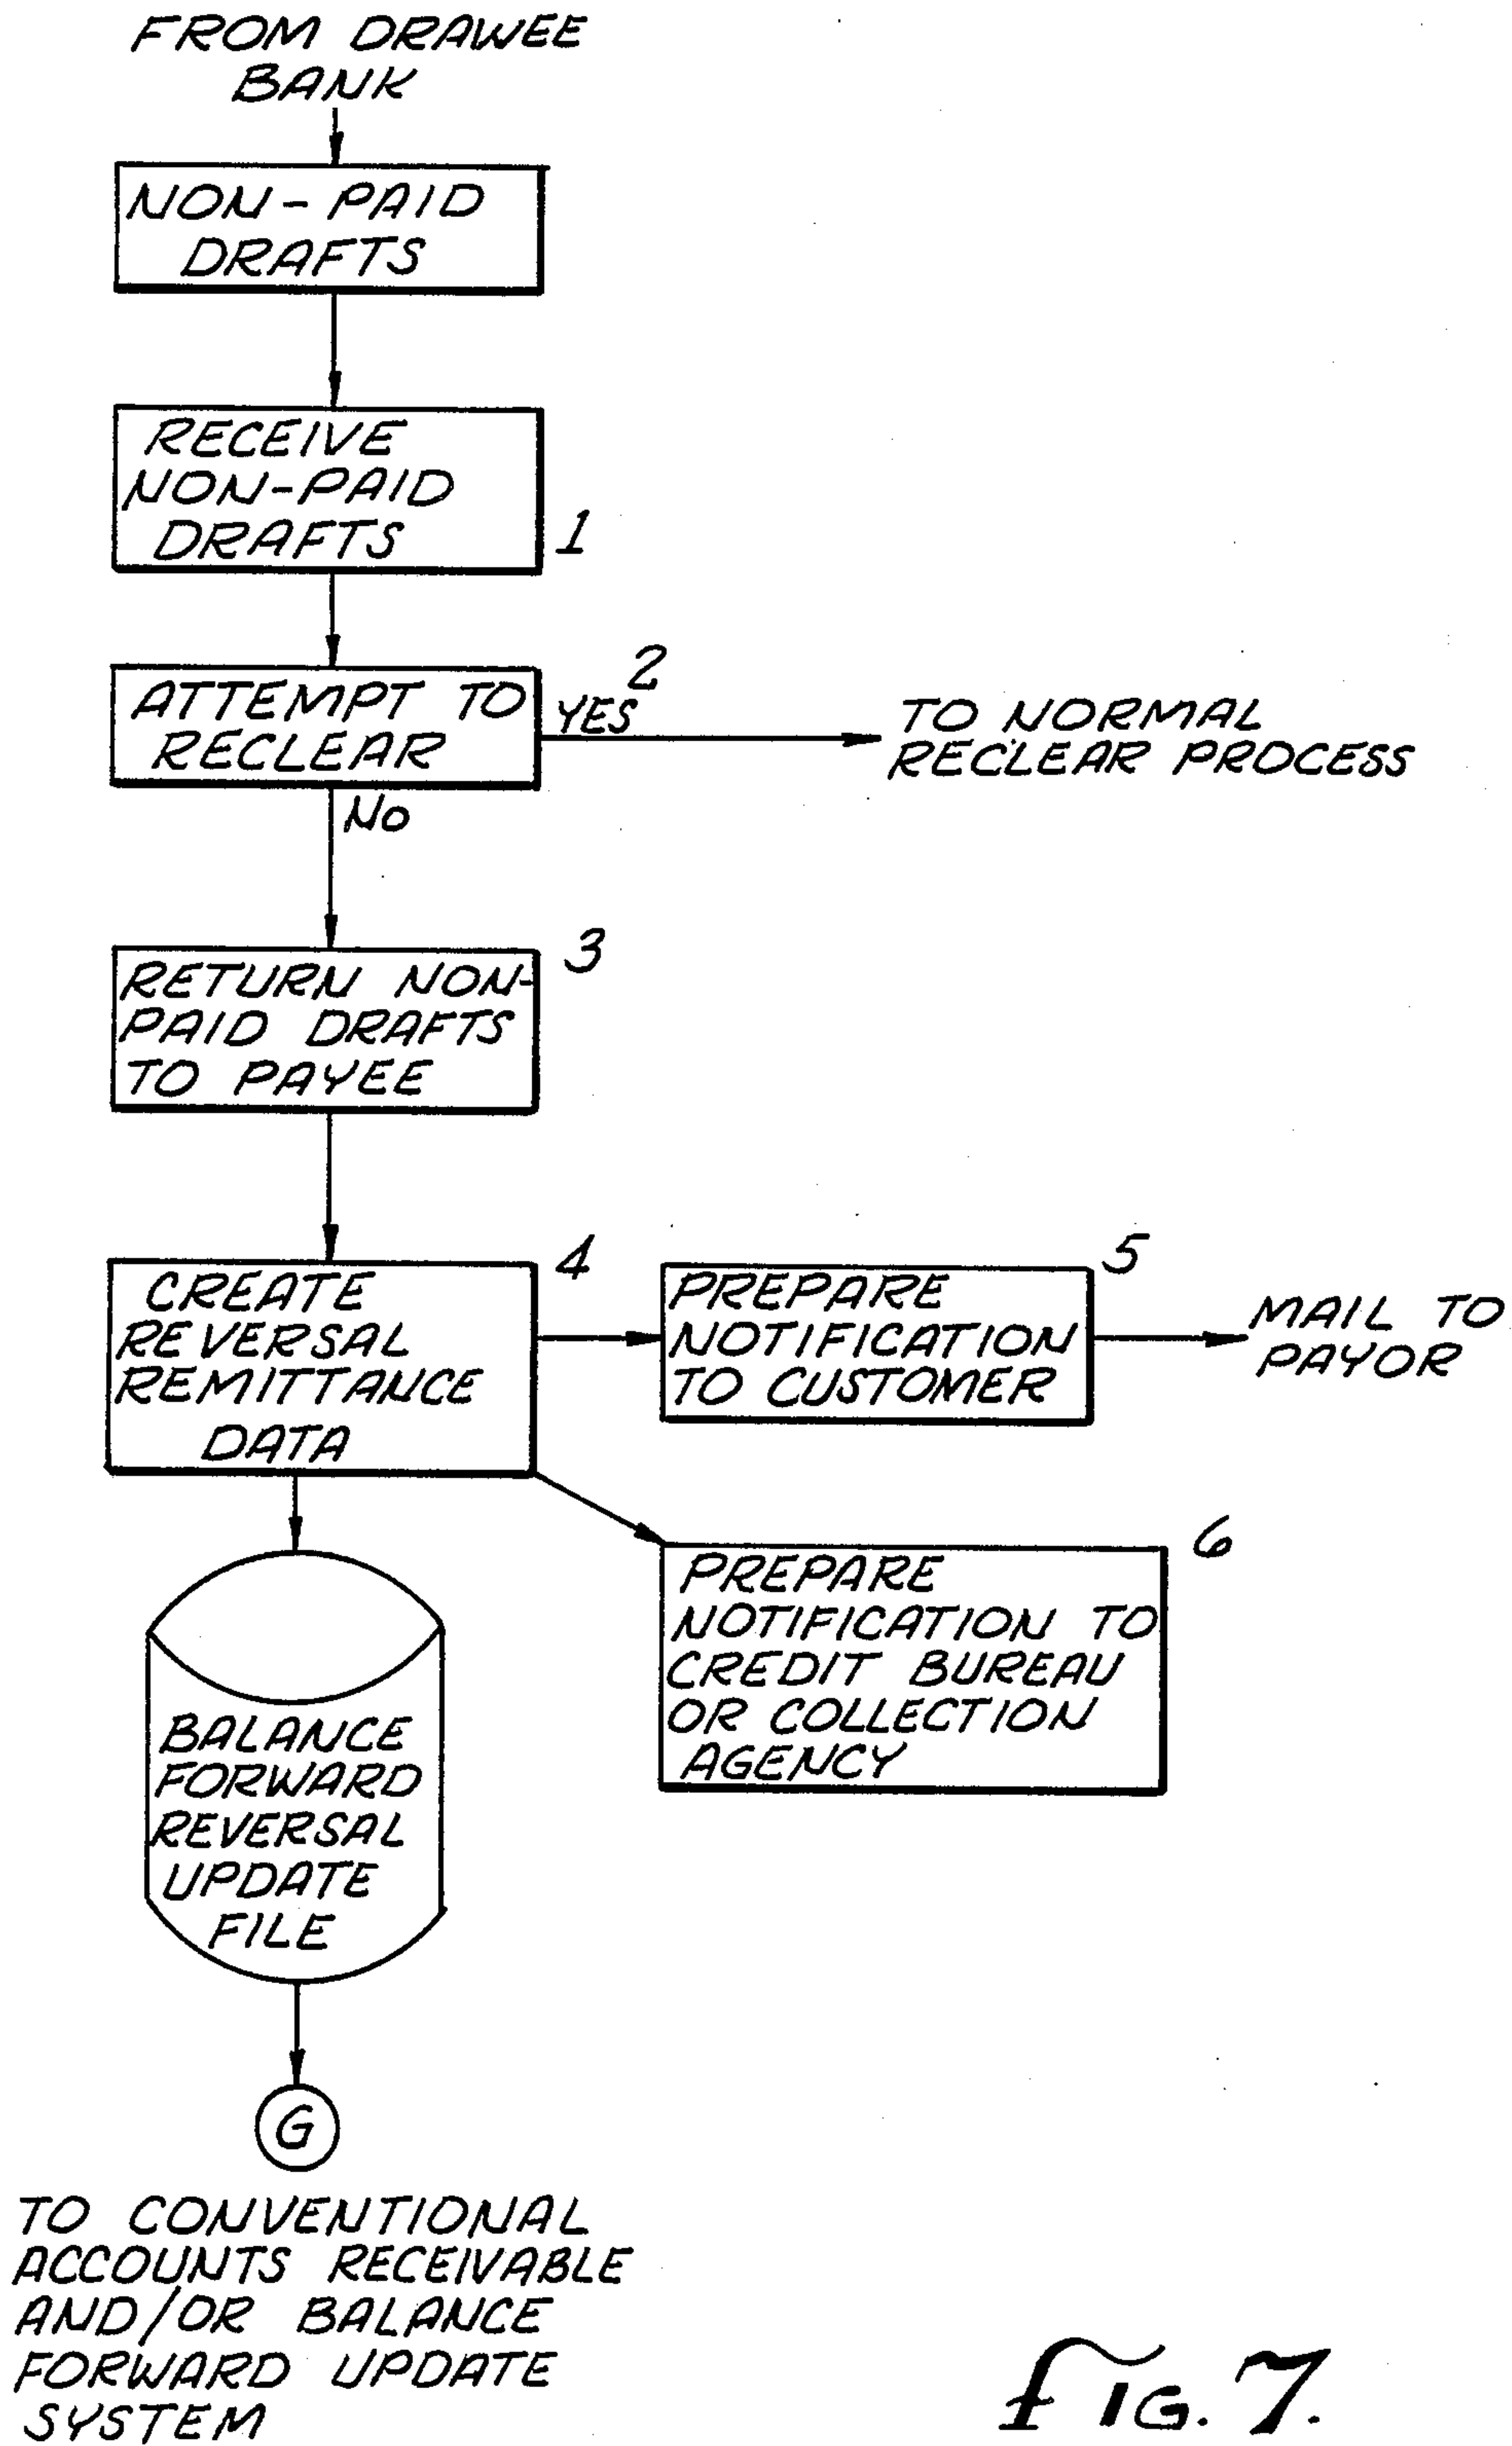 FROM DRAWEE
BANK
NON-PAID
DRAFTS
RECEIVE
NON-PAID
DRAFTS
1
ATTEMPT TO
RECLEAR
2
YES
TO NORMAL
RECLEAR PROCESS
NO
3
RETURN NON-
PAID DRAFTS
TO PAYEE
4
CREATE
REVERSAL
REMITTANCE
DATA
5
PREPARE
NOTIFICATION
TO CUSTOMER
MAIL TO
PAYOR
6
PREPARE
NOTIFICATION TO
CREDIT BUREAU
OR COLLECTION
AGENCY
BALANCE
FORWARD
REVERSAL
UPDATE
FILE
G
TO CONVENTIONAL
ACCOUNTS RECEIVABLE
AND/OR BALANCE
FORWARD UPDATE
SYSTEM
FIG. 7.